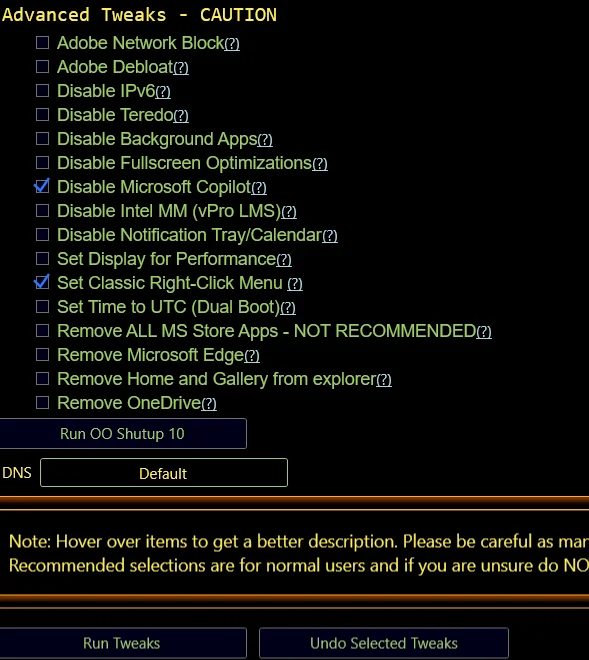 Advanced Tweaks - CAUTION
Adobe Network Block(?)
Adobe Debloat(?)
Disable IPv6(?)
Disable Teredo(?)
Disable Background Apps(?)
Disable Fullscreen Optimizations(?)
Disable Microsoft Copilot(?)
Disable Intel MM (vPro LMS)(?)
Disable Notification Tray/Calendar(?)
Set Display for Performance(?)
Set Classic Right-Click Menu (?)
Set Time to UTC (Dual Boot)(?)
Remove ALL MS Store Apps - NOT RECOMMENDED(?)
Remove Microsoft Edge(?)
Remove Home and Gallery from explorer(?)
Remove OneDrive(?)
Run OO Shutup 10
DNS Default
Note: Hover over items to get a better description. Please be careful as man
Recommended selections are for normal users and if you are unsure do NO
Run Tweaks Undo Selected Tweaks